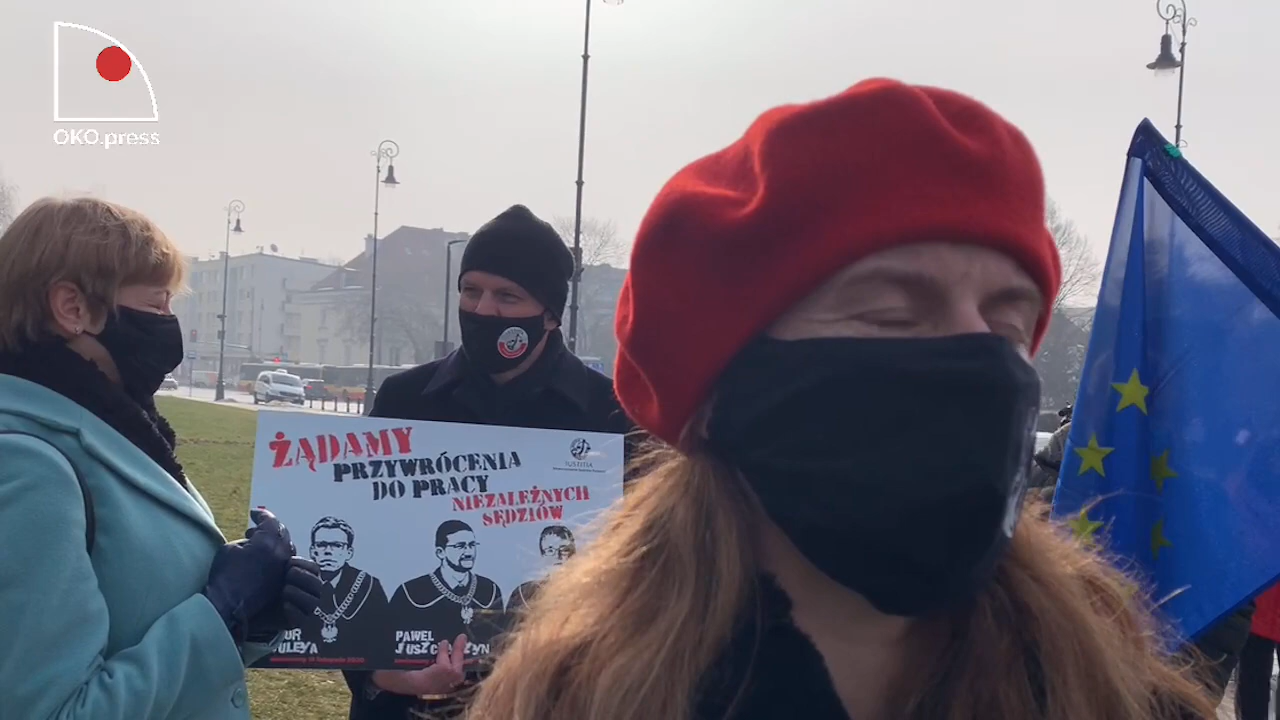 OKO.press
ŻĄDAMY
PRZYWRÓCENIA
DO PRACY
NIEZALEŻNYCH
SĘDZIÓW
IUSTITIA
PAWEŁ